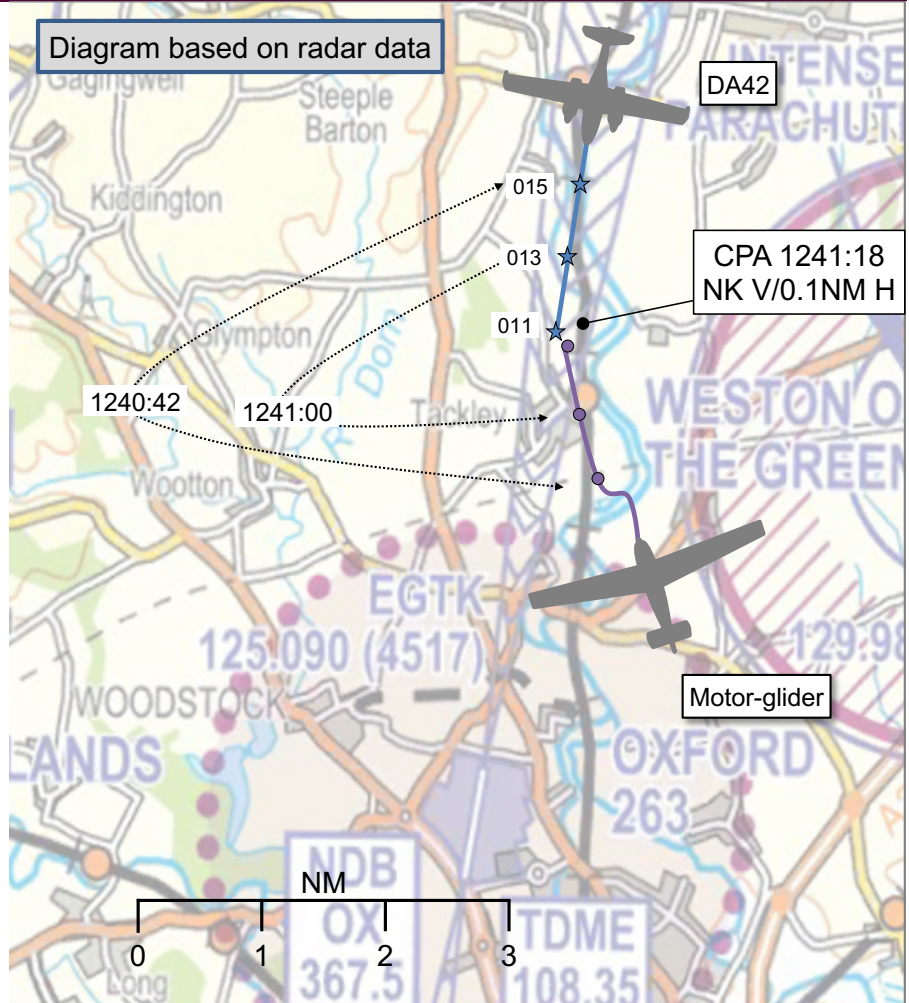 Diagram based on radar data
Gagingwell
Steeple
Barton
DA42
INTENSE
PARACHUT
015
Kiddington
013
CPA 1241:18
NK V/0.1NM H
011
Glympton
R Dorn
1240:42
1241:00
Tackley
WESTON O
THE GREEN
Wootton
EGTK
125.090 (4517)
129.98
WOODSTOCK
Motor-glider
LANDS
OXFORD
263
NDB
OX
367.5
NM
0 1 2 3
TDME
108.35
Long